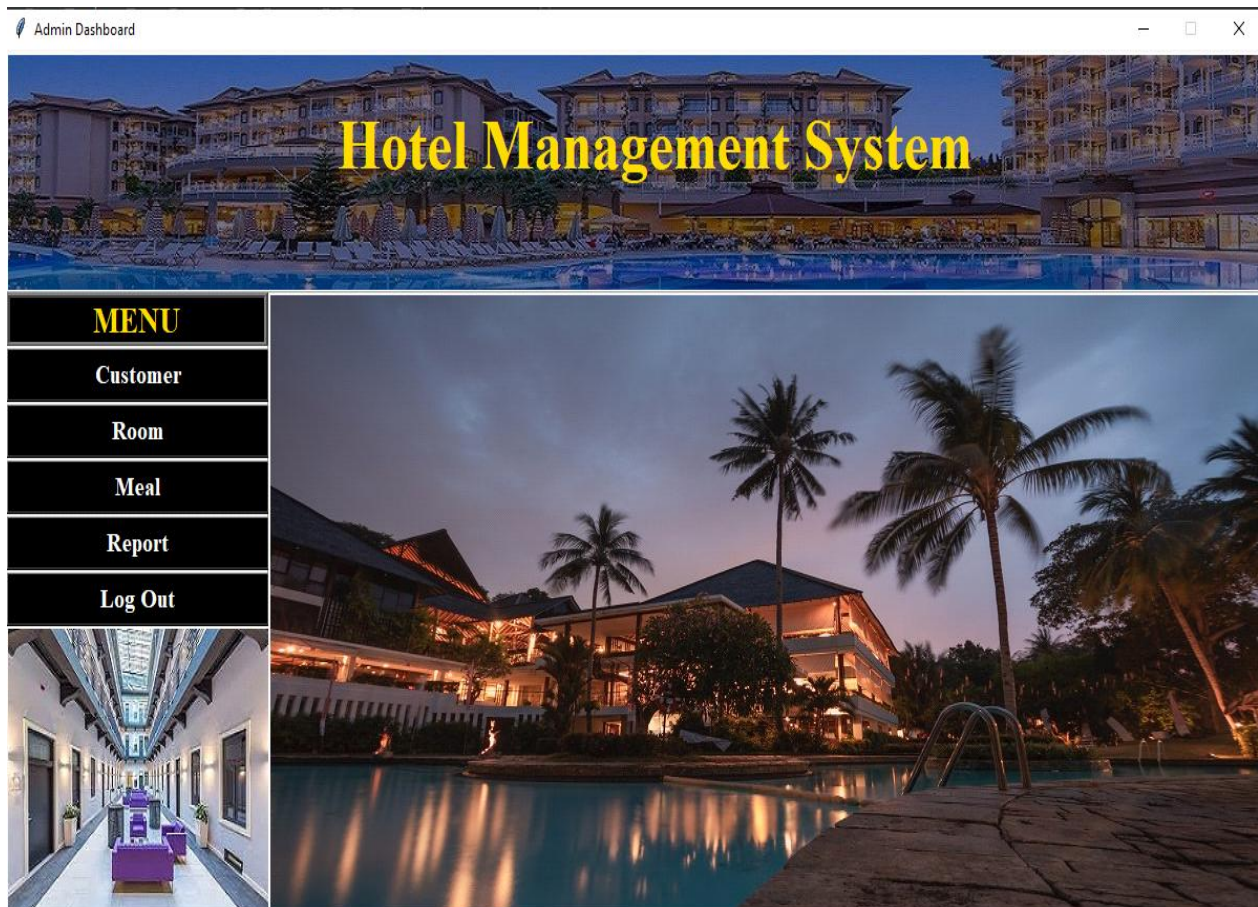 Admin Dashboard
Hotel Management System
MENU
Customer
Room
Meal
Report
Log Out